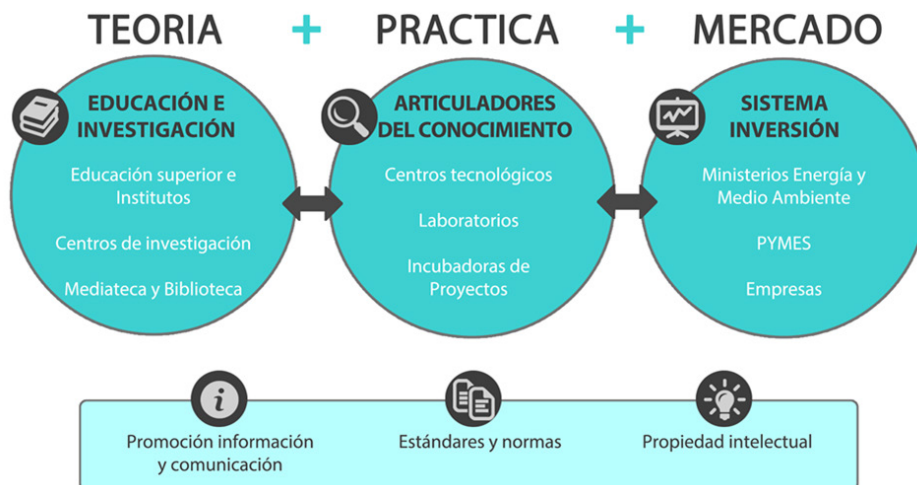 TEORIA + PRACTICA + MERCADO
EDUCACIÓN E
INVESTIGACIÓN
Educación superior e
Institutos
Centros de investigación
Mediateca y Biblioteca
ARTICULADORES
DEL CONOCIMIENTO
Centros tecnológicos
Laboratorios
Incubadoras de
Proyectos
SISTEMA
INVERSIÓN
Ministerios Energía y
Medio Ambiente
PYMES
Empresas
Promoción información
y comunicación
Estándares y normas
Propiedad intelectual